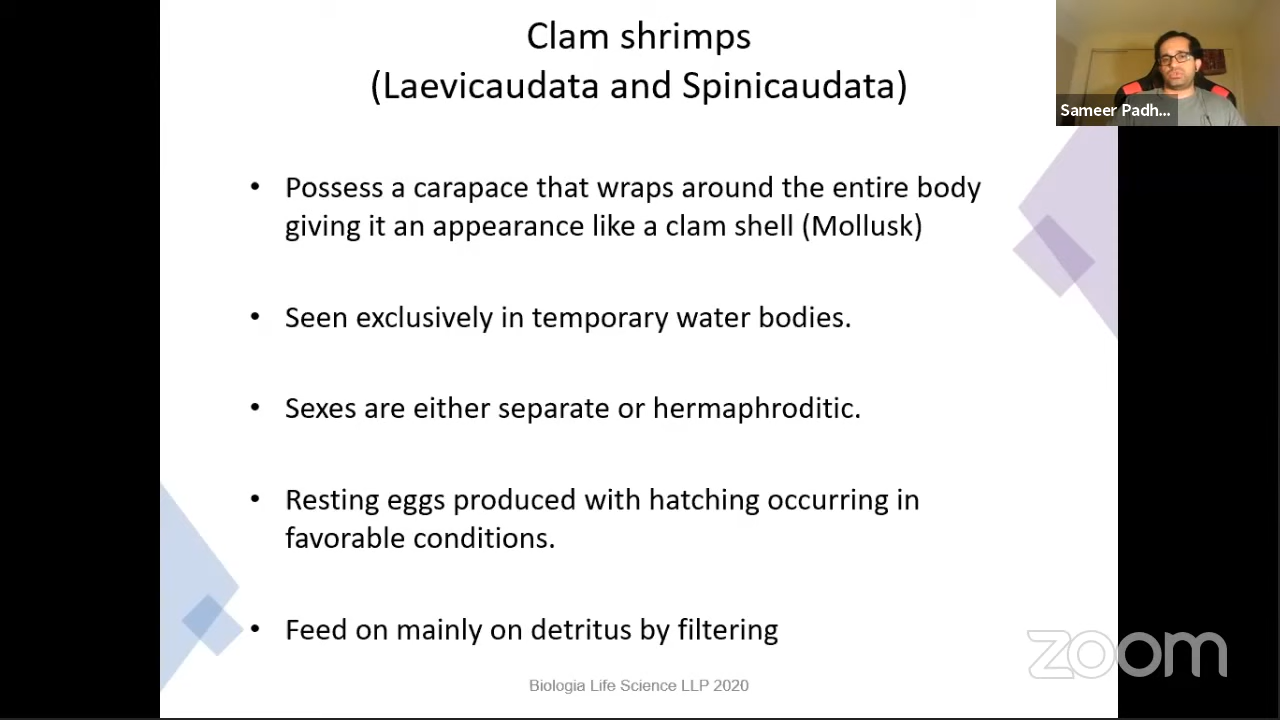 Clam shrimps
(Laevicaudata and Spinicaudata)
Sameer Padh...
• Possess a carapace that wraps around the entire body
giving it an appearance like a clam shell (Mollusk)
• Seen exclusively in temporary water bodies.
• Sexes are either separate or hermaphroditic.
• Resting eggs produced with hatching occurring in
favorable conditions.
• Feed on mainly on detritus by filtering
zoom
Biologia Life Science LLP 2020